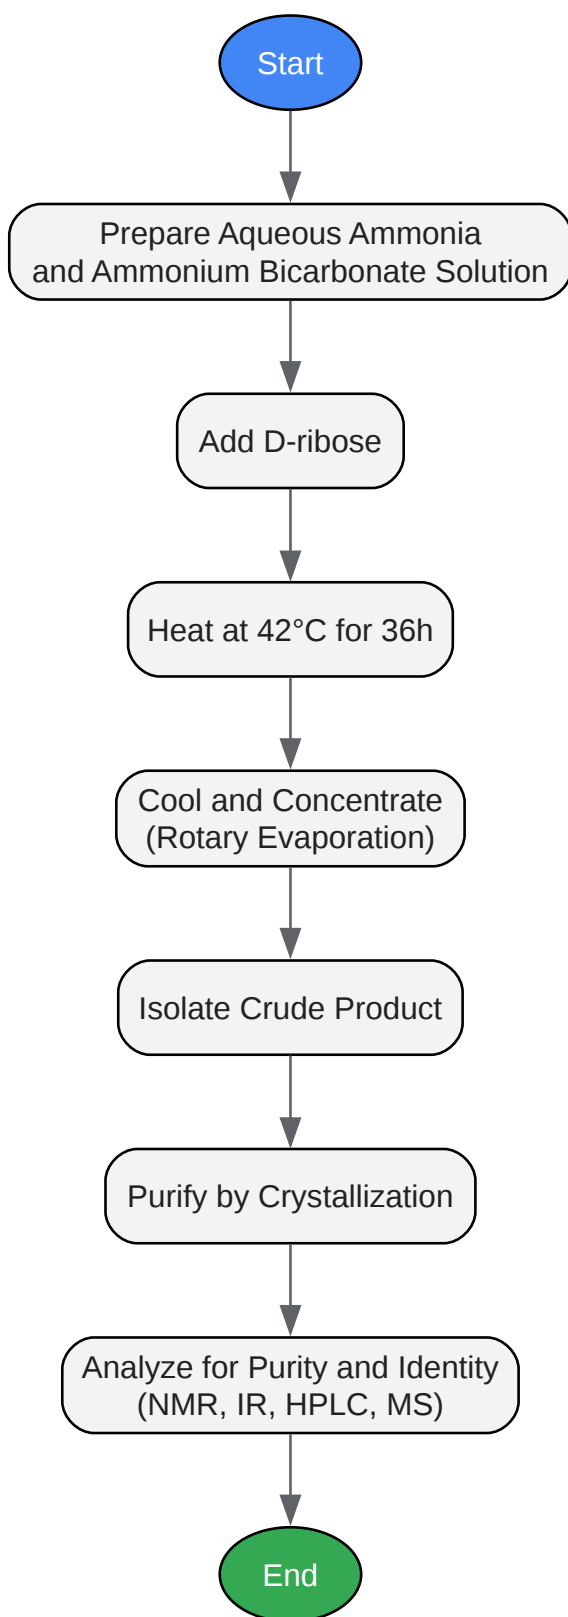 Start
Prepare Aqueous Ammonia
and Ammonium Bicarbonate Solution
Add D-ribose
Heat at 42°C for 36h
Cool and Concentrate
(Rotary Evaporation)
Isolate Crude Product
Purify by Crystallization
Analyze for Purity and Identity
(NMR, IR, HPLC, MS)
End